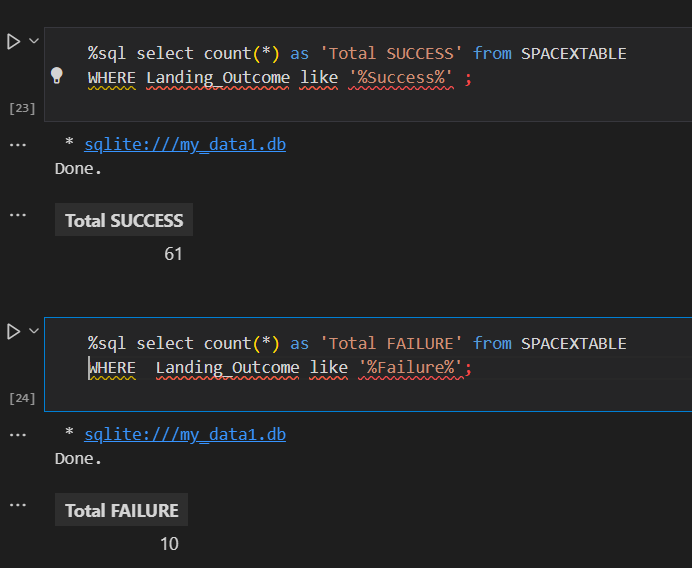 %sql select count(*) as 'Total SUCCESS' from SPACEXTABLE
WHERE Landing_Outcome like '%Success%' ;
[23]
* sqlite:///my_data1.db
Done.
Total SUCCESS
61
%sql select count(*) as 'Total FAILURE' from SPACEXTABLE
WHERE  Landing_Outcome like '%Failure%';
[24]
* sqlite:///my_data1.db
Done.
Total FAILURE
10